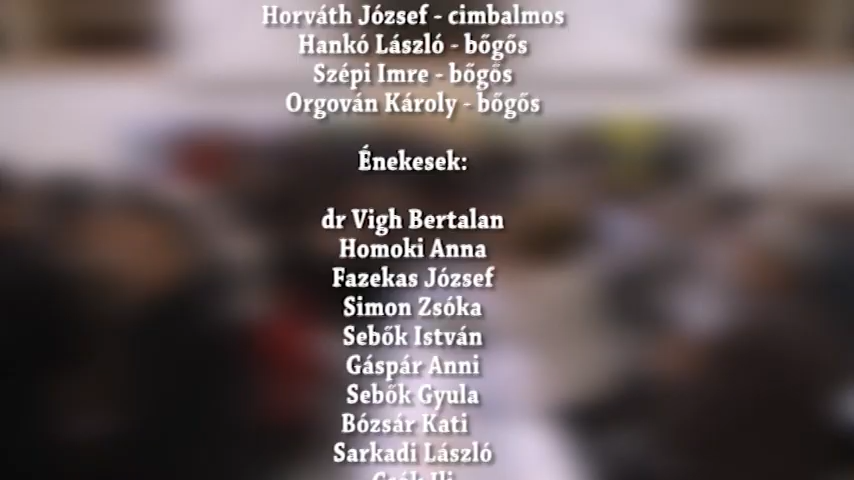 Horváth József - cimbalmos
Hankó László - bőgős
Szépi Imre - bőgős
Orgován Károly - bőgős
Énekesek:
dr Vigh Bertalan
Homoki Anna
Fazekas József
Simon Zsóka
Sebők István
Gáspár Anni
Sebők Gyula
Bózsár Kati
Sarkadi László